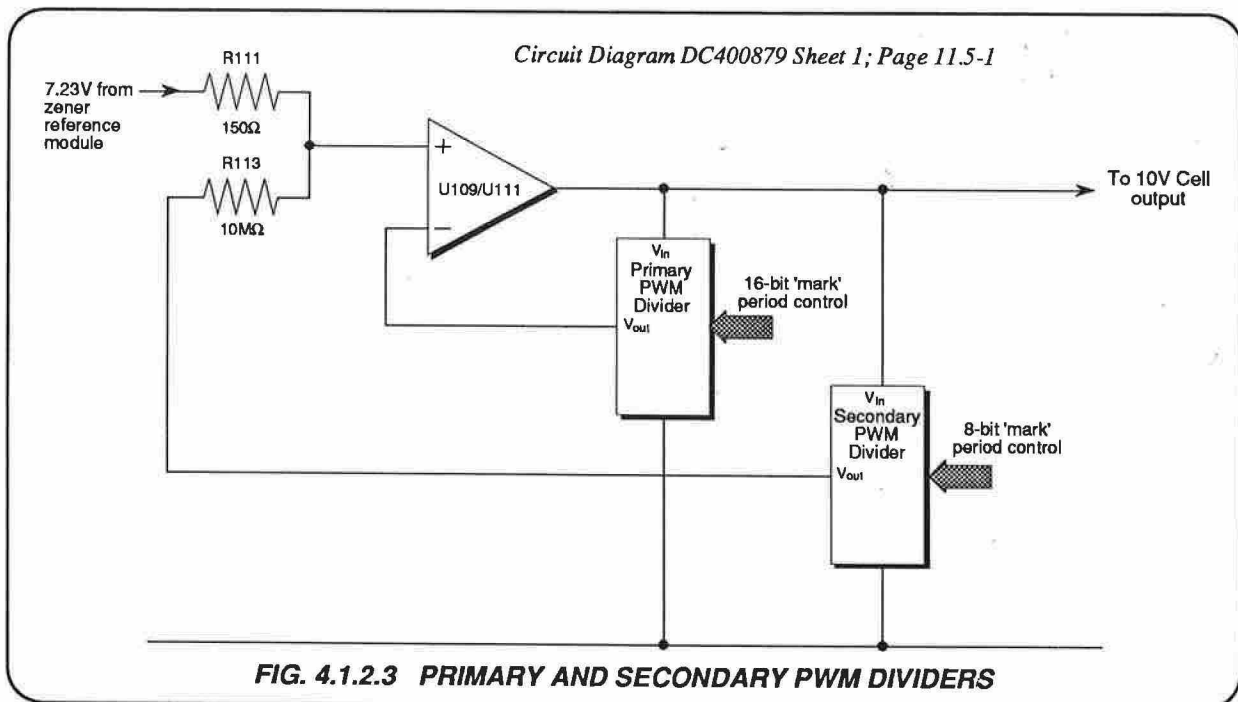 Circuit Diagram DC400879 Sheet 1; Page 11.5-1
R111
7.23V from
zener
reference
module
150Ω
R113
10MΩ
+
−
U109/U111
To 10V Cell
output
Vin
Primary
PWM
Divider
Vout
16-bit 'mark'
period control
Vin
Secondary
PWM
Divider
Vout
8-bit 'mark'
period control
FIG. 4.1.2.3 PRIMARY AND SECONDARY PWM DIVIDERS